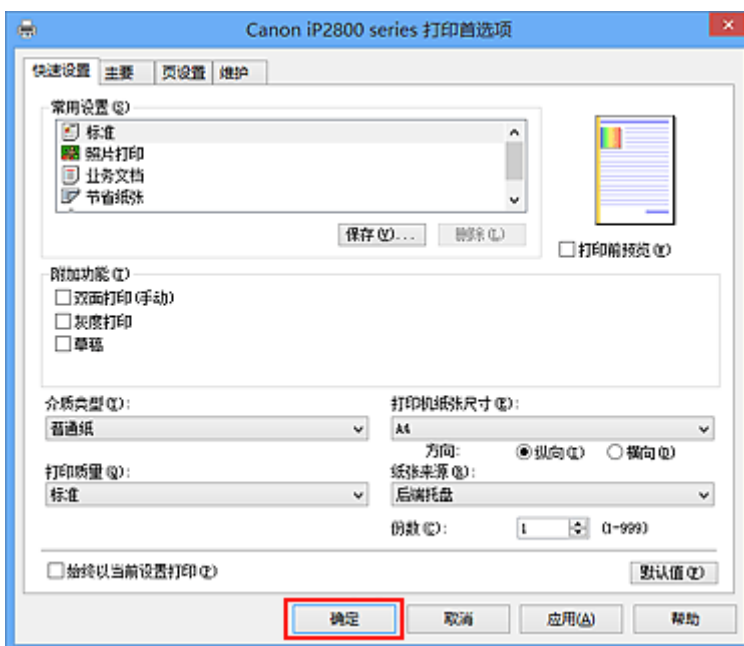 Canon iP2800 series 打印首选项
快速设置 主要 页设置 维护
常用设置(S)
标准
照片打印
业务文档
节省纸张
保存(V)... 删除(L)
打印前预览(W)
附加功能(T)
双面打印(手动)
灰度打印
草稿
介质类型(Y): 打印机纸张尺寸(E):
普通纸 A4
方向: 纵向(I) 横向(D)
打印质量(Q): 纸张来源(R):
标准 后端托盘
份数(C): 1 (1-999)
始终以当前设置打印(P)
默认值(F)
确定 取消 应用(A) 帮助